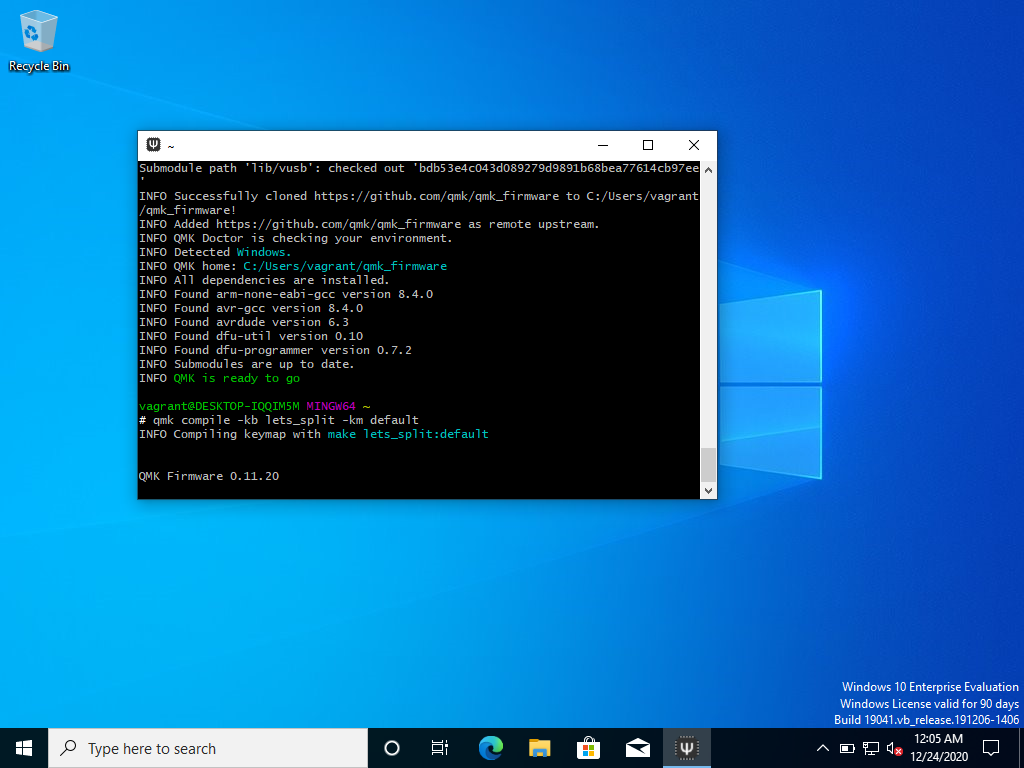 Recycle Bin
~
Submodule path 'lib/vusb': checked out 'bdb53e4c043d089279d9891b68bea77614cb97ee
'
INFO Successfully cloned https://github.com/qmk/qmk_firmware to C:/Users/vagrant
/qmk_firmware!
INFO Added https://github.com/qmk/qmk_firmware as remote upstream.
INFO QMK Doctor is checking your environment.
INFO Detected Windows.
INFO QMK home: C:/Users/vagrant/qmk_firmware
INFO All dependencies are installed.
INFO Found arm-none-eabi-gcc version 8.4.0
INFO Found avr-gcc version 8.4.0
INFO Found avrdude version 6.3
INFO Found dfu-util version 0.10
INFO Found dfu-programmer version 0.7.2
INFO Submodules are up to date.
INFO QMK is ready to go
vagrant@DESKTOP-IQQIMSM MINGW64 ~
# qmk compile -kb lets_split -km default
INFO Compiling keymap with make lets_split:default
QMK Firmware 0.11.20
Windows 10 Enterprise Evaluation
Windows License valid for 90 days
Build 19041.vb_release.191206-1406
Type here to search
12:05 AM
12/24/2020